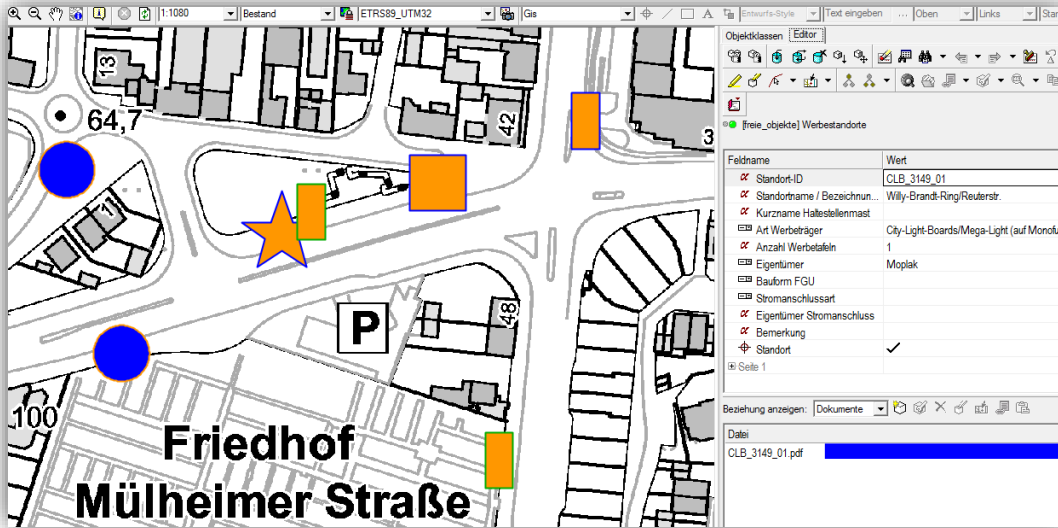 1:1080
Bestand
ETRS89_UTM32
Gis
A
Entwurfs-Style
Text eingeben
...
Oben
Links
Star
Objektklassen
Editor
[freie_objekte] Werbestandorte
Feldname
Wert
Standort-ID
CLB_3149_01
Standortname / Bezeichnun...
Willy-Brandt-Ring/Reuterstr.
Kurzname Haltestellenmast
Art Werbeträger
City-Light-Boards/Mega-Light (auf Monofu
Anzahl Werbetafeln
1
Eigentümer
Moplak
Bauform FGU
Stromanschlussart
Eigentümer Stromanschluss
Bemerkung
Standort
Seite 1
Beziehung anzeigen:
Dokumente
Datei
CLB_3149_01.pdf
13
64,7
42
3
11
P
48
100
Friedhof
Mülheimer Straße